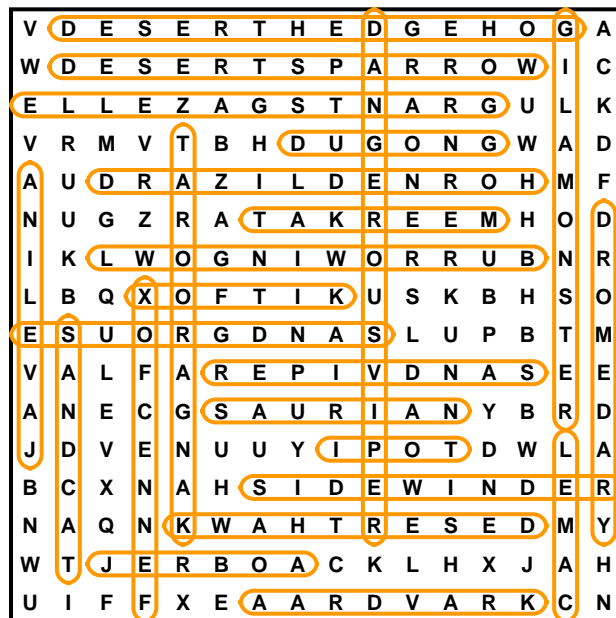 V D E S E R T H E D G E H O G A
W D E S E R T S P A R R O W I C
E L L E Z A G S T N A R G U L K
V R M V T B H D U G O N G W A D
A U D R A Z I L D E N R O H M F
N U G Z R A T A K R E E M H O D
I K L W O G N I W O R R U B N R
L B Q X O F T I K U S K B H S O
E S U O R G D N A S L U P B T M
V A L F A R E P I V D N A S E E
A N E C G S A U R I A N Y B R D
J D V E N U U Y I P O T D W L A
B C X N A H S I D E W I N D E R
N A Q N K W A H T R E S E D M Y
W T J E R B O A C K L H X J A H
U I F F X E A A R D V A R K C N